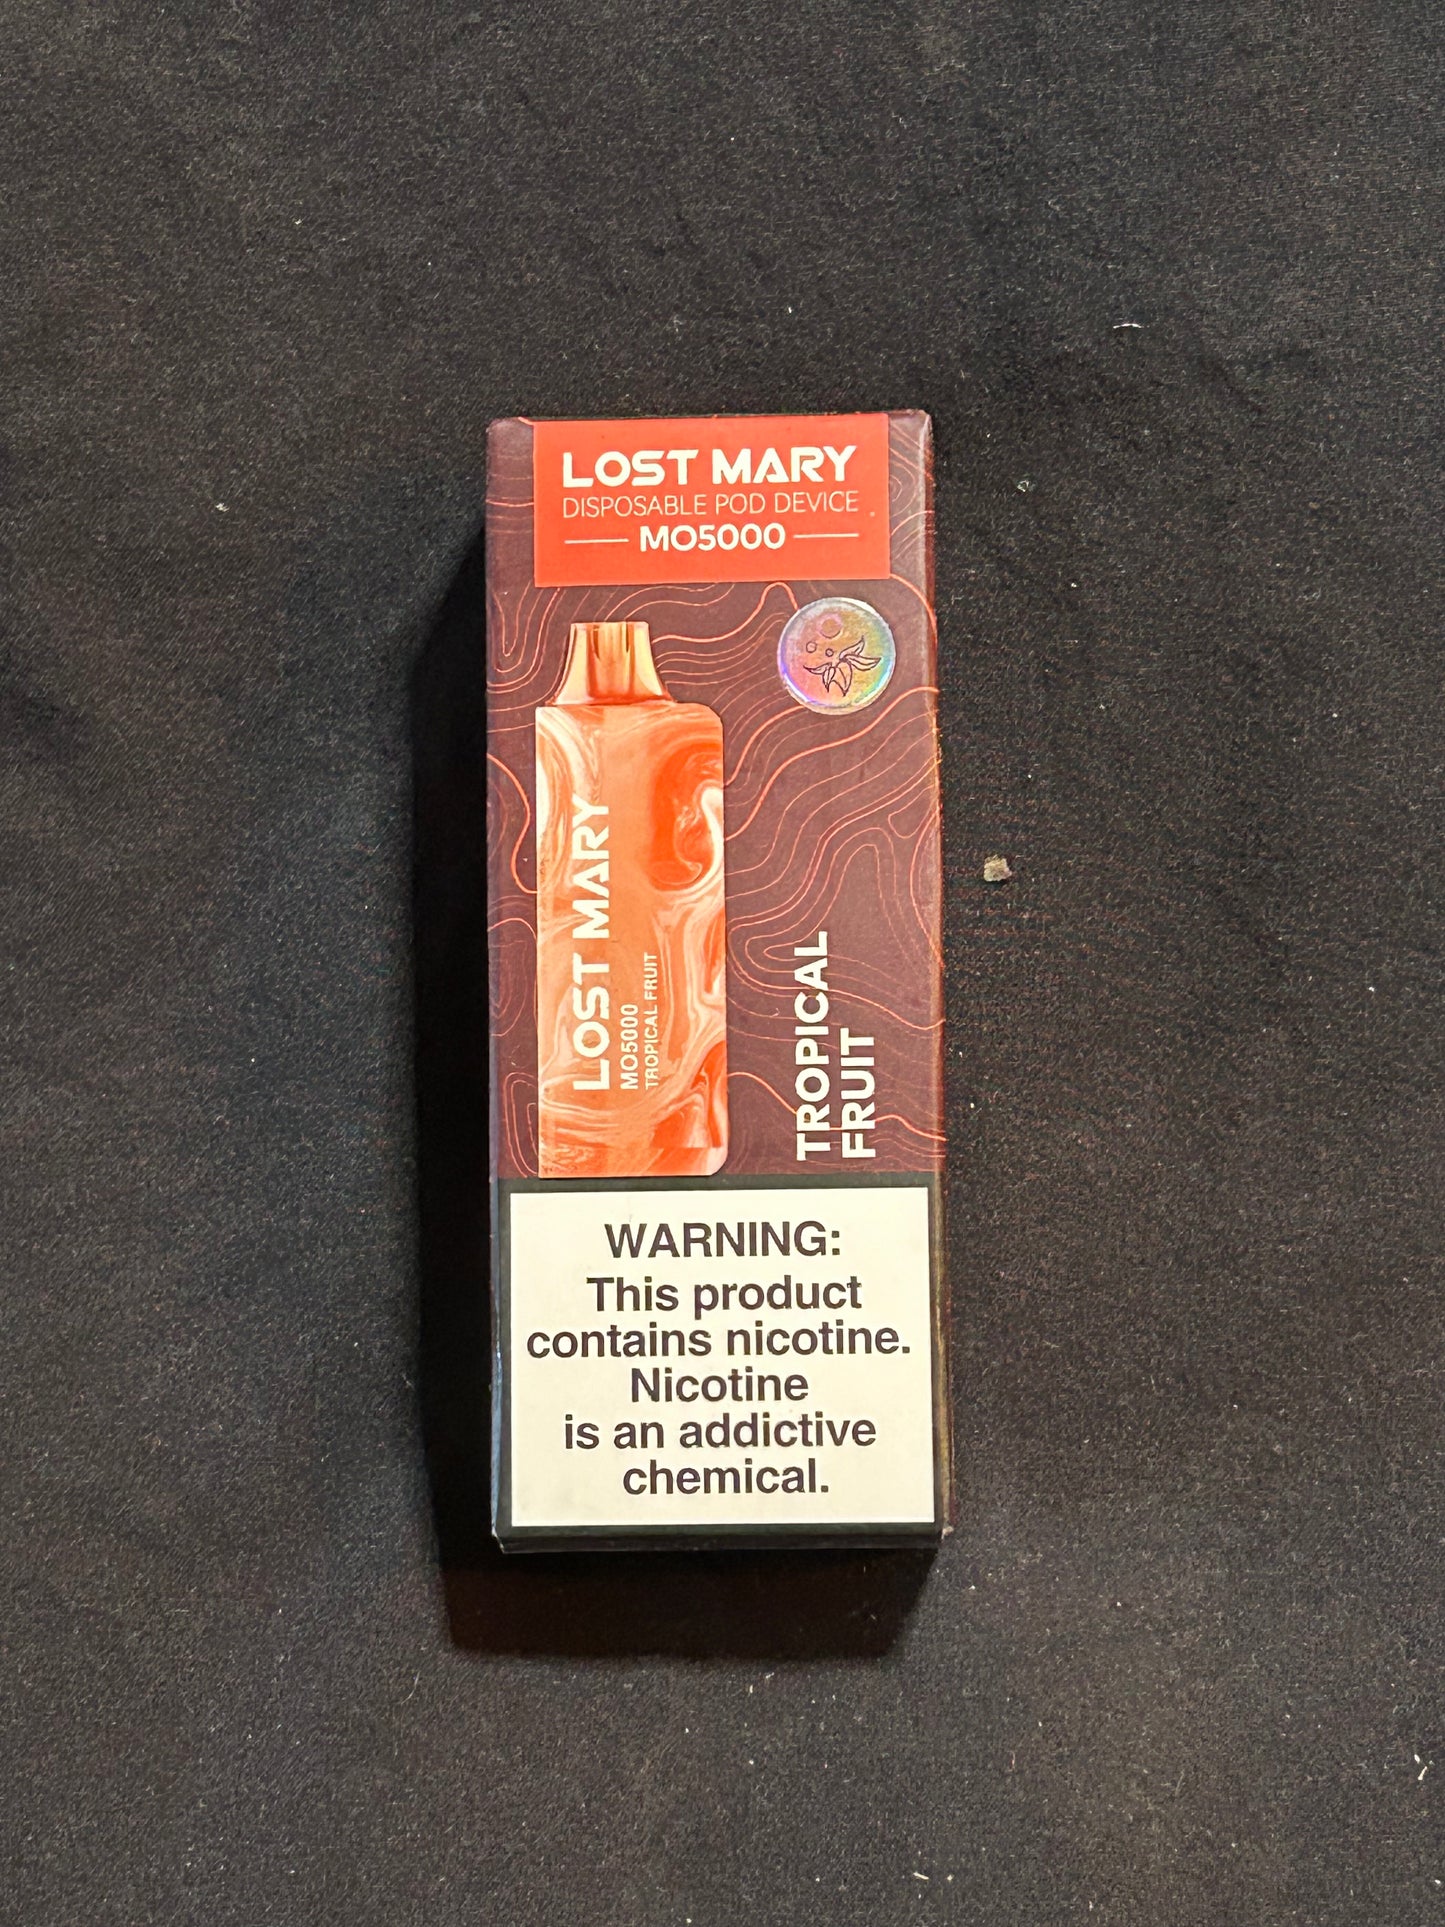 LOST MARY
DISPOSABLE POD DEVICE
MO5000
LOST MARY
MO5000
TROPICAL FRUIT
TROPICAL
FRUIT
WARNING:
This product
contains nicotine.
Nicotine
is an addictive
chemical.